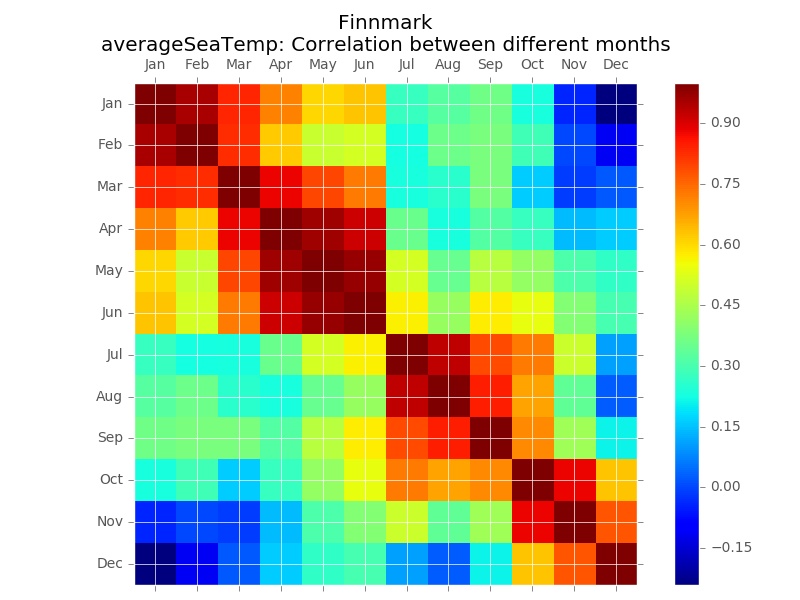 Finnmark
averageSeaTemp: Correlation between different months
Jan Feb Mar Apr May Jun Jul Aug Sep Oct Nov Dec
Jan
Feb
Mar
Apr
May
Jun
Jul
Aug
Sep
Oct
Nov
Dec
0.90
0.75
0.60
0.45
0.30
0.15
0.00
−0.15